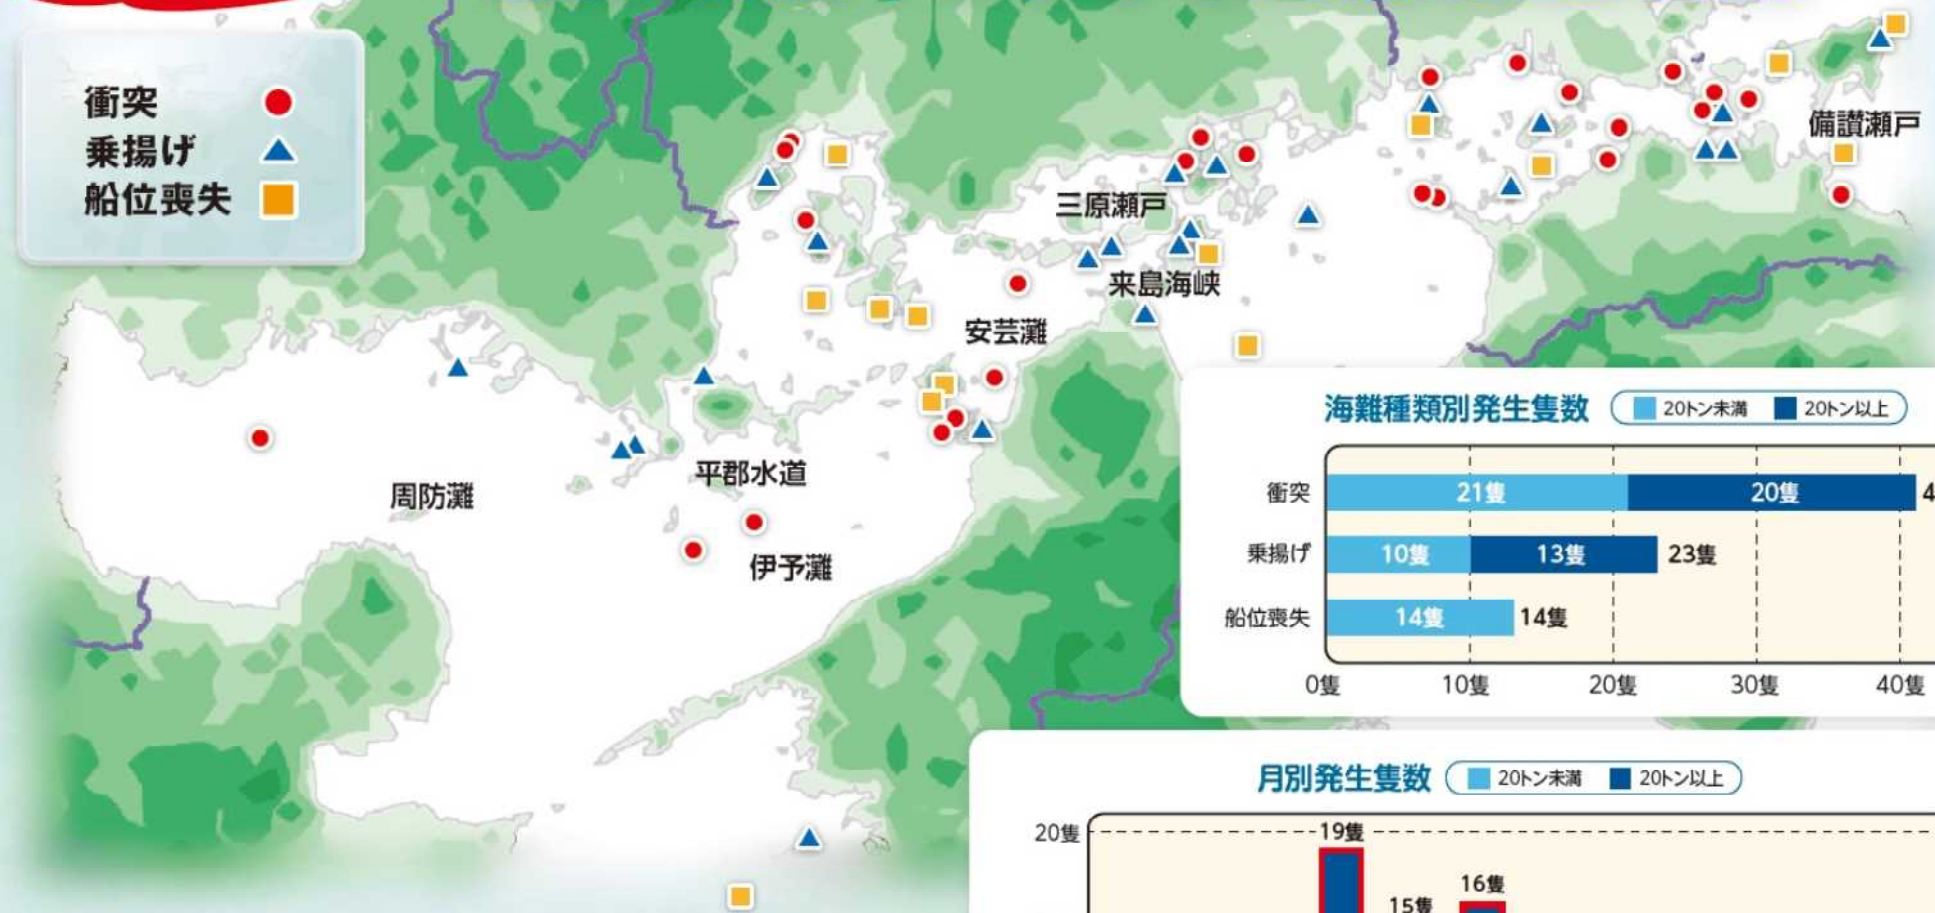 衝突
乗揚げ
船位喪失
備讃瀬戸
三原瀬戸
来島海峡
安芸灘
平郡水道
周防灘
伊予灘
海難種類別発生隻数 20トン未満 20トン以上
衝突 21隻 20隻 4
乗揚げ 10隻 13隻 23隻
船位喪失 14隻 14隻
0隻 10隻 20隻 30隻 40隻
月別発生隻数 20トン未満 20トン以上
20隻 19隻
16隻
15隻